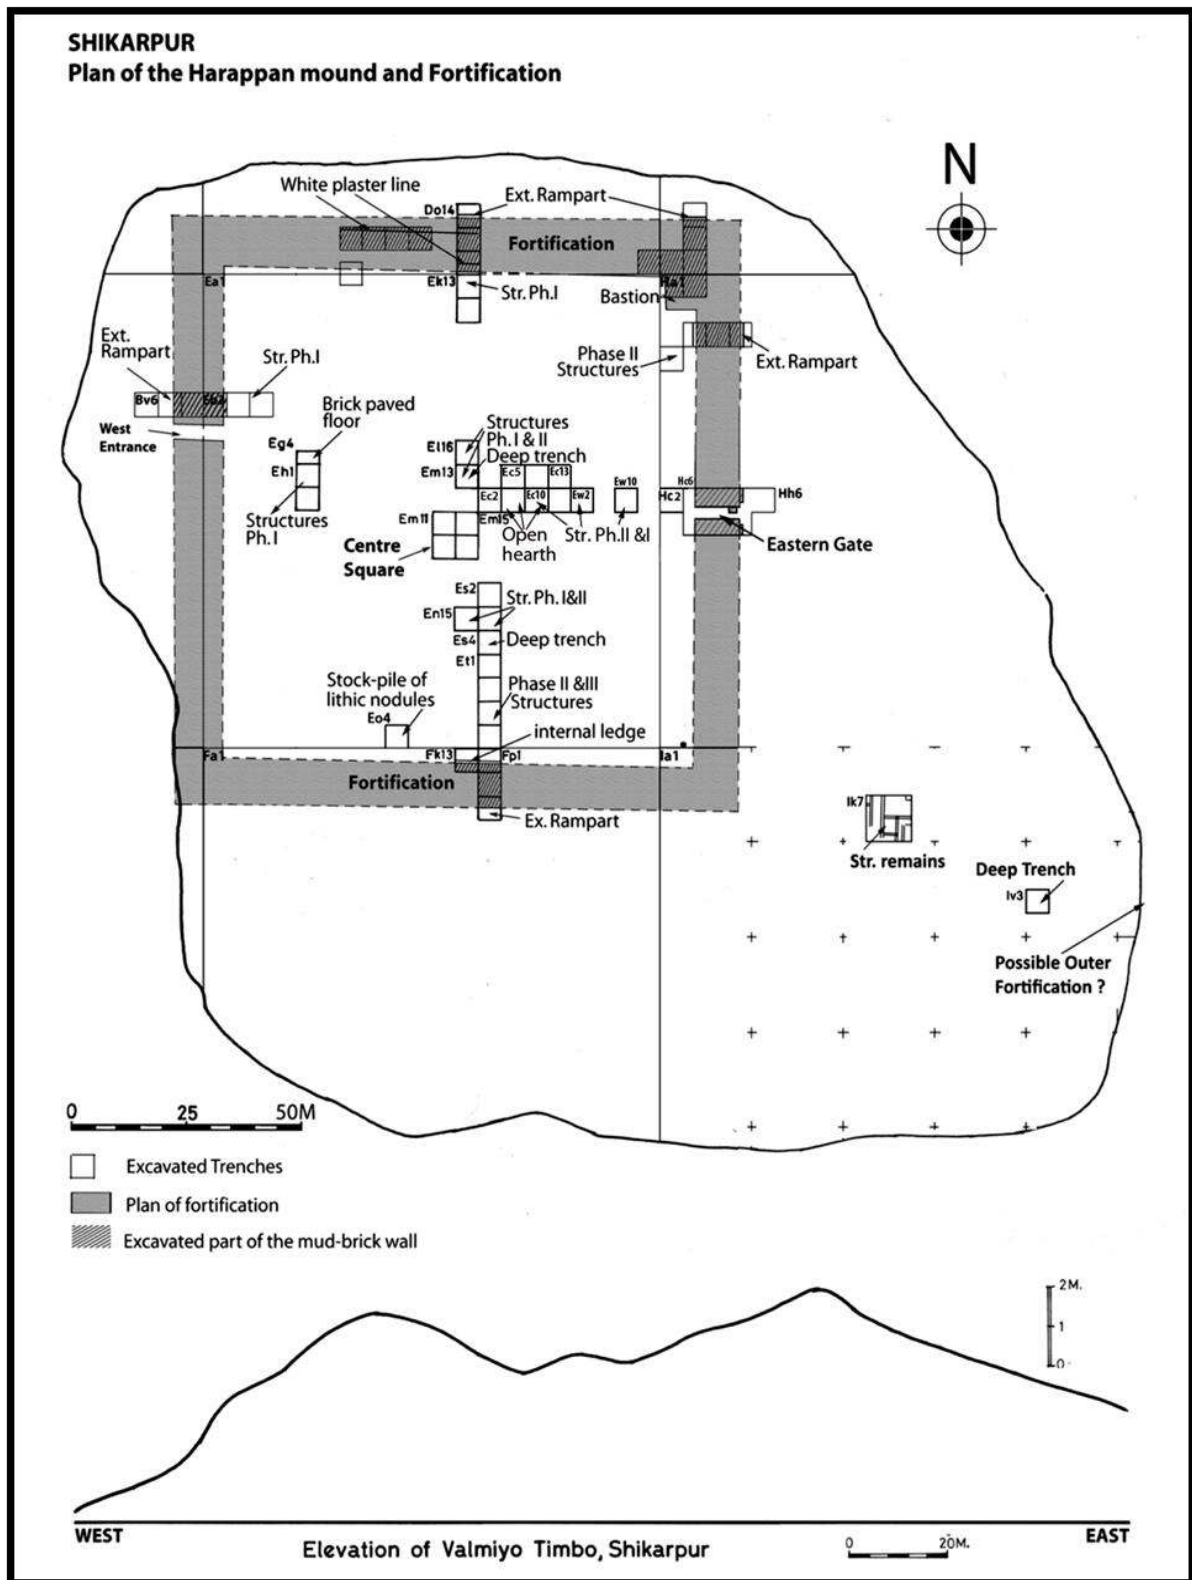 SHIKARPUR
Plan of the Harappan mound and Fortification
N
White plaster line
Do14
Ext. Rampart
Fortification
Ea1
Ek13
Str. Ph.I
Ha1
Bastion
Ext.
Rampart
Str. Ph.I
Phase II
Structures
Ext. Rampart
Bv6
West
Entrance
Brick paved
floor
Eg4
Eh1
Structures
Ph. I
Structures
Ph. I & II
Deep trench
El16
Em13
Ec5
Ec13
Ec2
Ec10
Ew2
Ew10
Hc6
Hc2
Hh6
Em11
Em15
Open
hearth
Str. Ph.II &I
Eastern Gate
Centre
Square
Es2
Str. Ph. I&II
En15
Es4
Deep trench
Et1
Stock-pile of
lithic nodules
Eo4
Phase II &III
Structures
internal ledge
Fa1
Fk13
Fp1
Ia1
Fortification
Ex. Rampart
Ik7
Str. remains
Deep Trench
Iv3
Possible Outer
Fortification ?
0 25 50M
Excavated Trenches
Plan of fortification
Excavated part of the mud-brick wall
2M.
1
0
WEST
EAST
Elevation of Valmiyo Timbo, Shikarpur
0 20M.